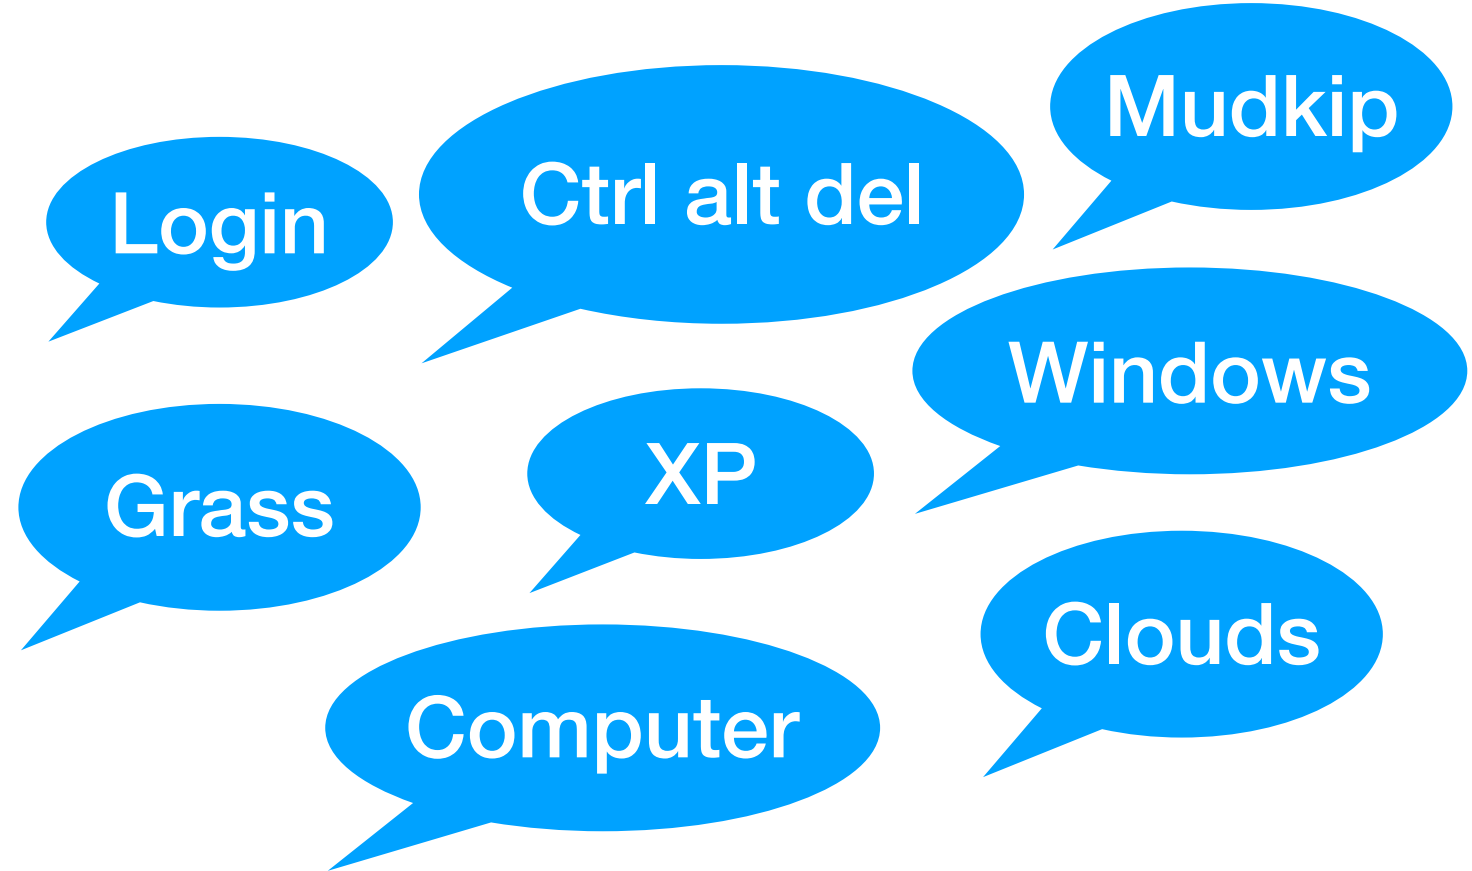 Mudkip
Ctrl alt del
Login
Windows
XP
Grass
Clouds
Computer